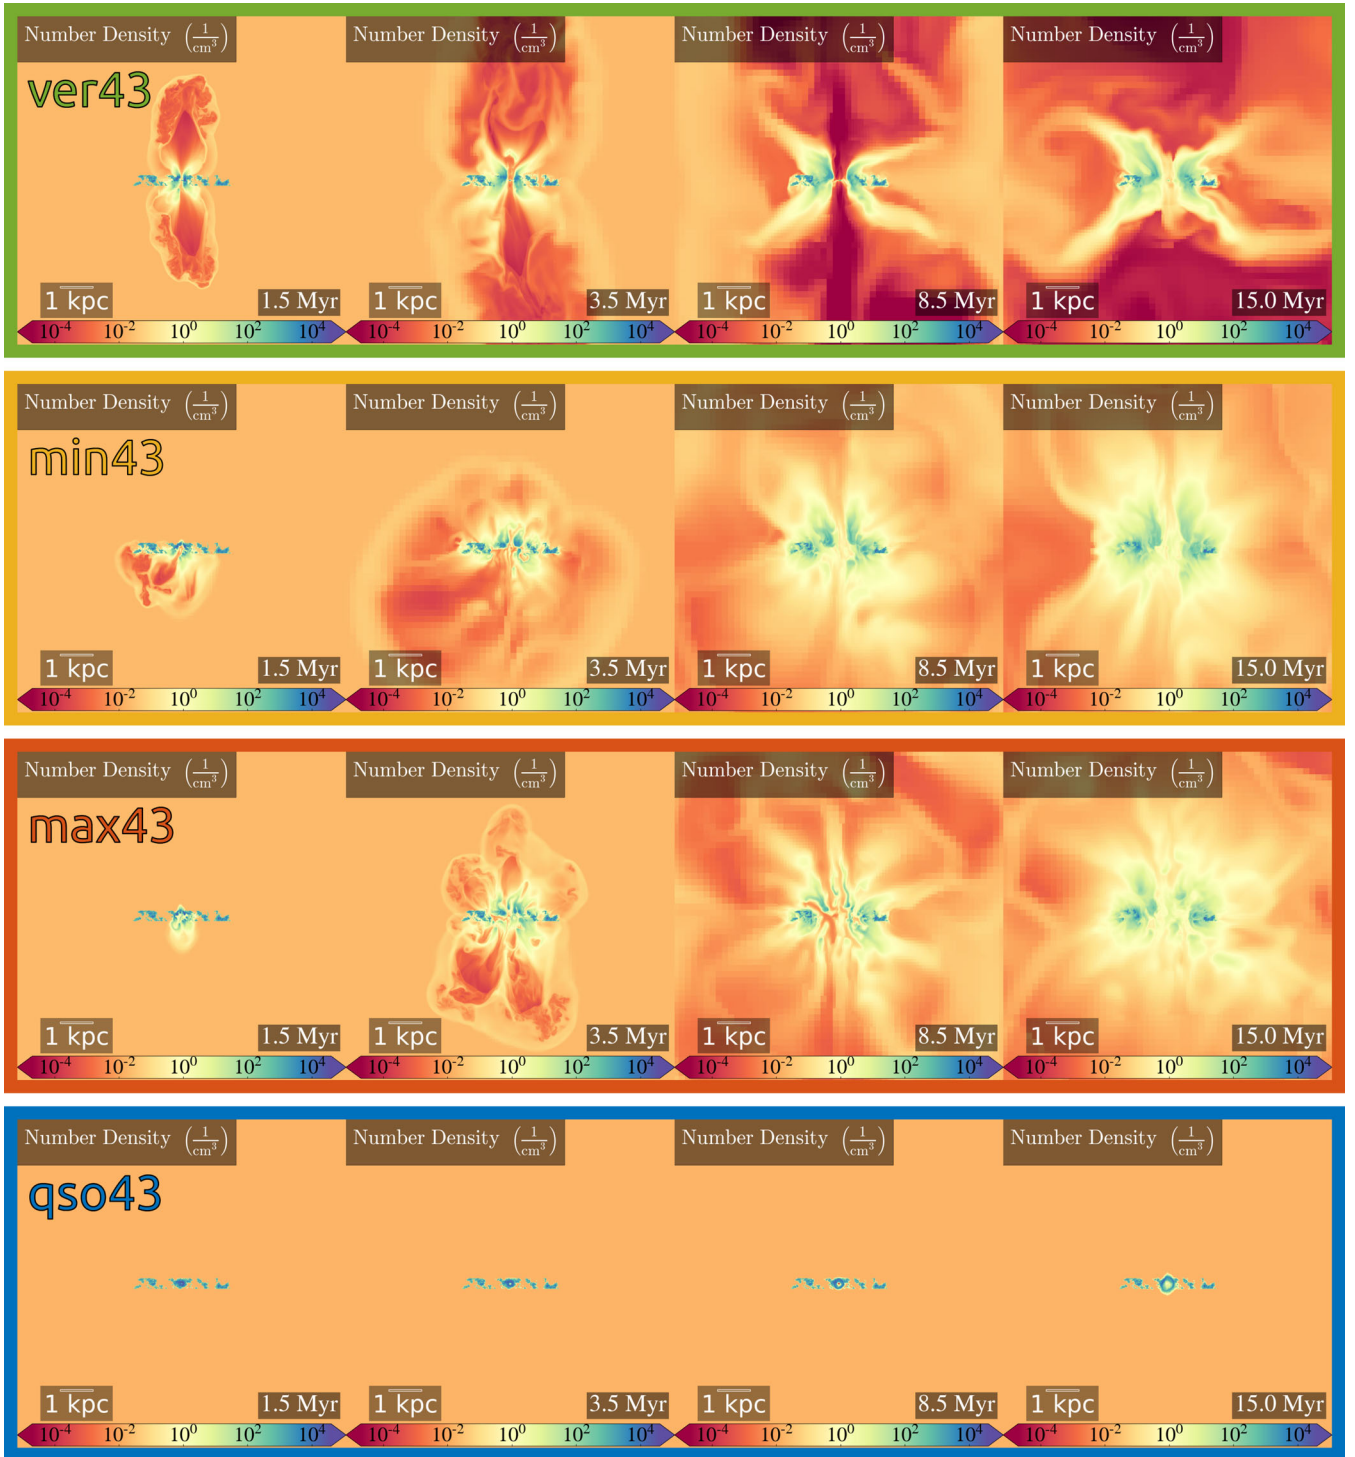 Number Density (1/cm³) Number Density (1/cm³) Number Density (1/cm³) Number Density (1/cm³)
ver43
1 kpc 1.5 Myr 1 kpc 3.5 Myr 1 kpc 8.5 Myr 1 kpc 15.0 Myr
10⁻⁴ 10⁻² 10⁰ 10² 10⁴ 10⁻⁴ 10⁻² 10⁰ 10² 10⁴ 10⁻⁴ 10⁻² 10⁰ 10² 10⁴ 10⁻⁴ 10⁻² 10⁰ 10² 10⁴
Number Density (1/cm³) Number Density (1/cm³) Number Density (1/cm³) Number Density (1/cm³)
min43
1 kpc 1.5 Myr 1 kpc 3.5 Myr 1 kpc 8.5 Myr 1 kpc 15.0 Myr
10⁻⁴ 10⁻² 10⁰ 10² 10⁴ 10⁻⁴ 10⁻² 10⁰ 10² 10⁴ 10⁻⁴ 10⁻² 10⁰ 10² 10⁴ 10⁻⁴ 10⁻² 10⁰ 10² 10⁴
Number Density (1/cm³) Number Density (1/cm³) Number Density (1/cm³) Number Density (1/cm³)
max43
1 kpc 1.5 Myr 1 kpc 3.5 Myr 1 kpc 8.5 Myr 1 kpc 15.0 Myr
10⁻⁴ 10⁻² 10⁰ 10² 10⁴ 10⁻⁴ 10⁻² 10⁰ 10² 10⁴ 10⁻⁴ 10⁻² 10⁰ 10² 10⁴ 10⁻⁴ 10⁻² 10⁰ 10² 10⁴
Number Density (1/cm³) Number Density (1/cm³) Number Density (1/cm³) Number Density (1/cm³)
qso43
1 kpc 1.5 Myr 1 kpc 3.5 Myr 1 kpc 8.5 Myr 1 kpc 15.0 Myr
10⁻⁴ 10⁻² 10⁰ 10² 10⁴ 10⁻⁴ 10⁻² 10⁰ 10² 10⁴ 10⁻⁴ 10⁻² 10⁰ 10² 10⁴ 10⁻⁴ 10⁻² 10⁰ 10² 10⁴